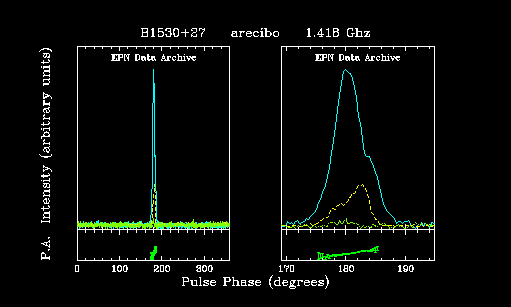 B1530+27 arecibo 1.418 Ghz
EPN Data Archive EPN Data Archive
P.A. Intensity (arbitrary units)
0 100 200 300 170 180 190
Pulse Phase (degrees)